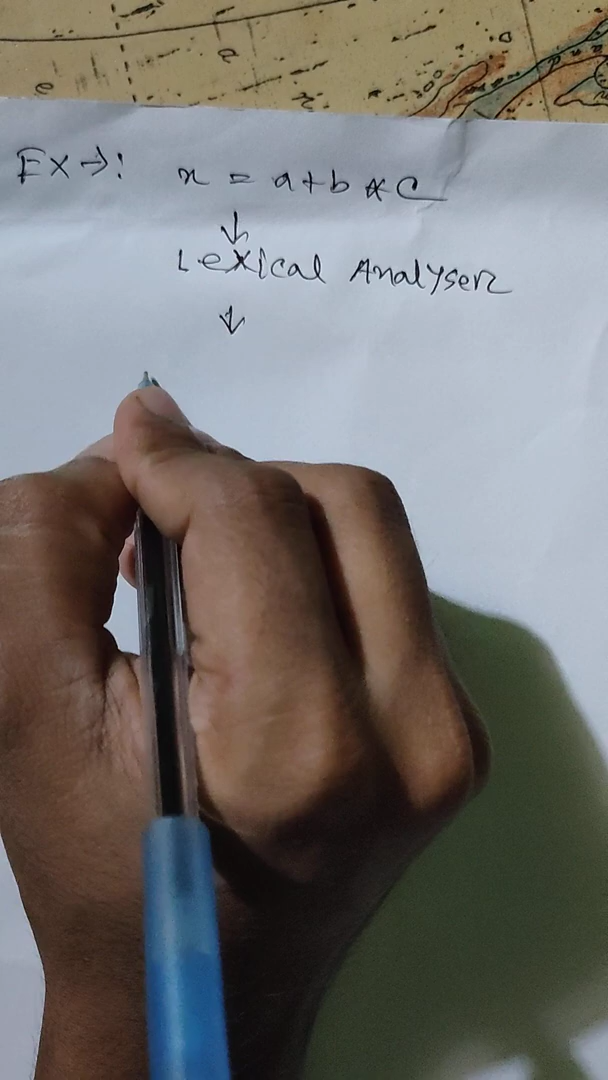 EX →: x = a+b * c
↓
Lexical Analyser
↓